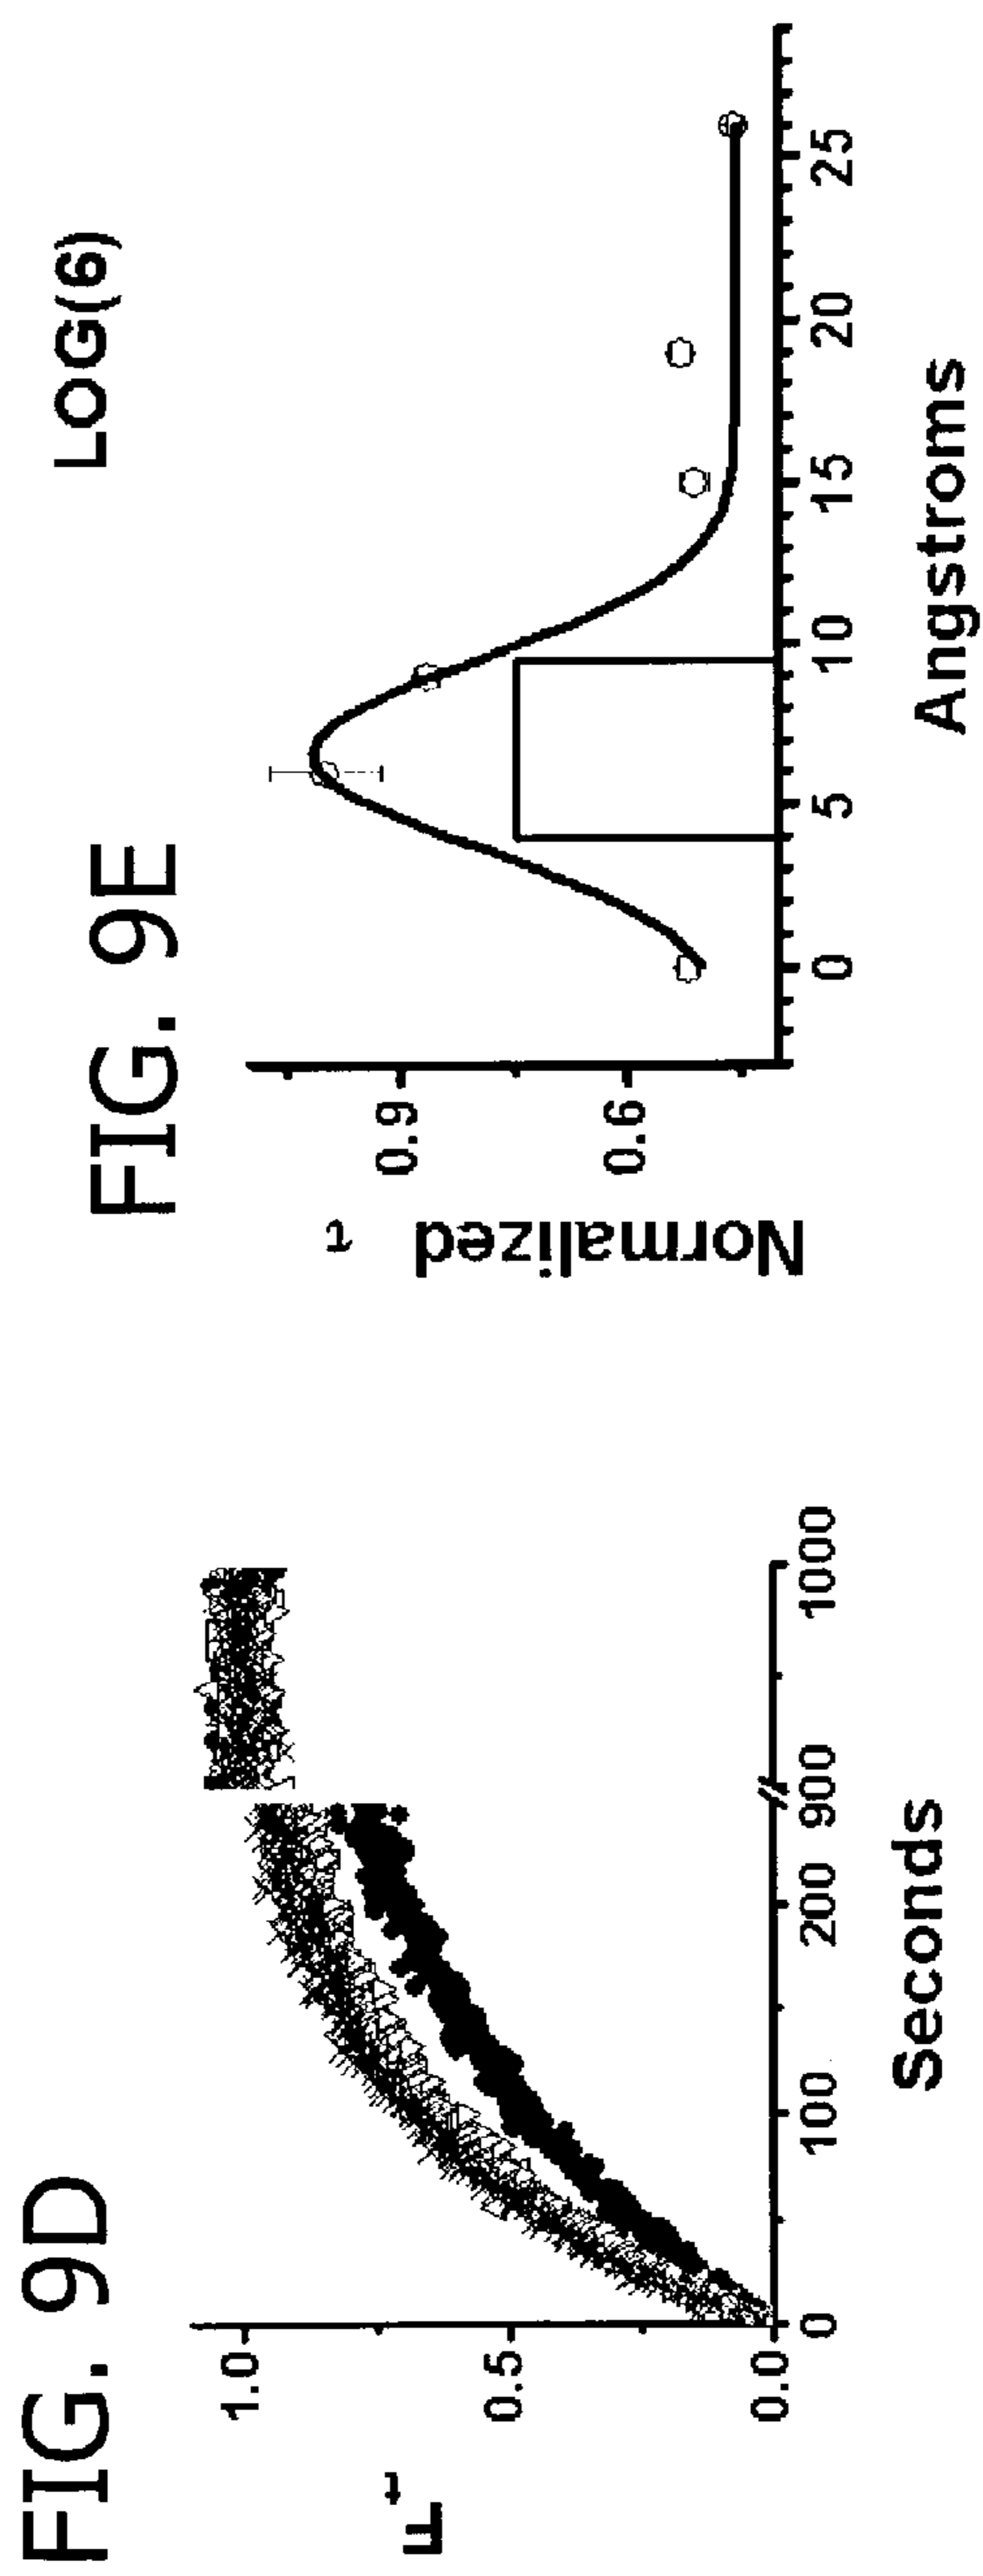 FIG. 9D
F t
1.0
0.5
0.0
0 100 200 900 1000
Seconds
FIG. 9E
LOG(6)
Normalized τ
0.9
0.6
0 5 10 15 20 25
Angstroms